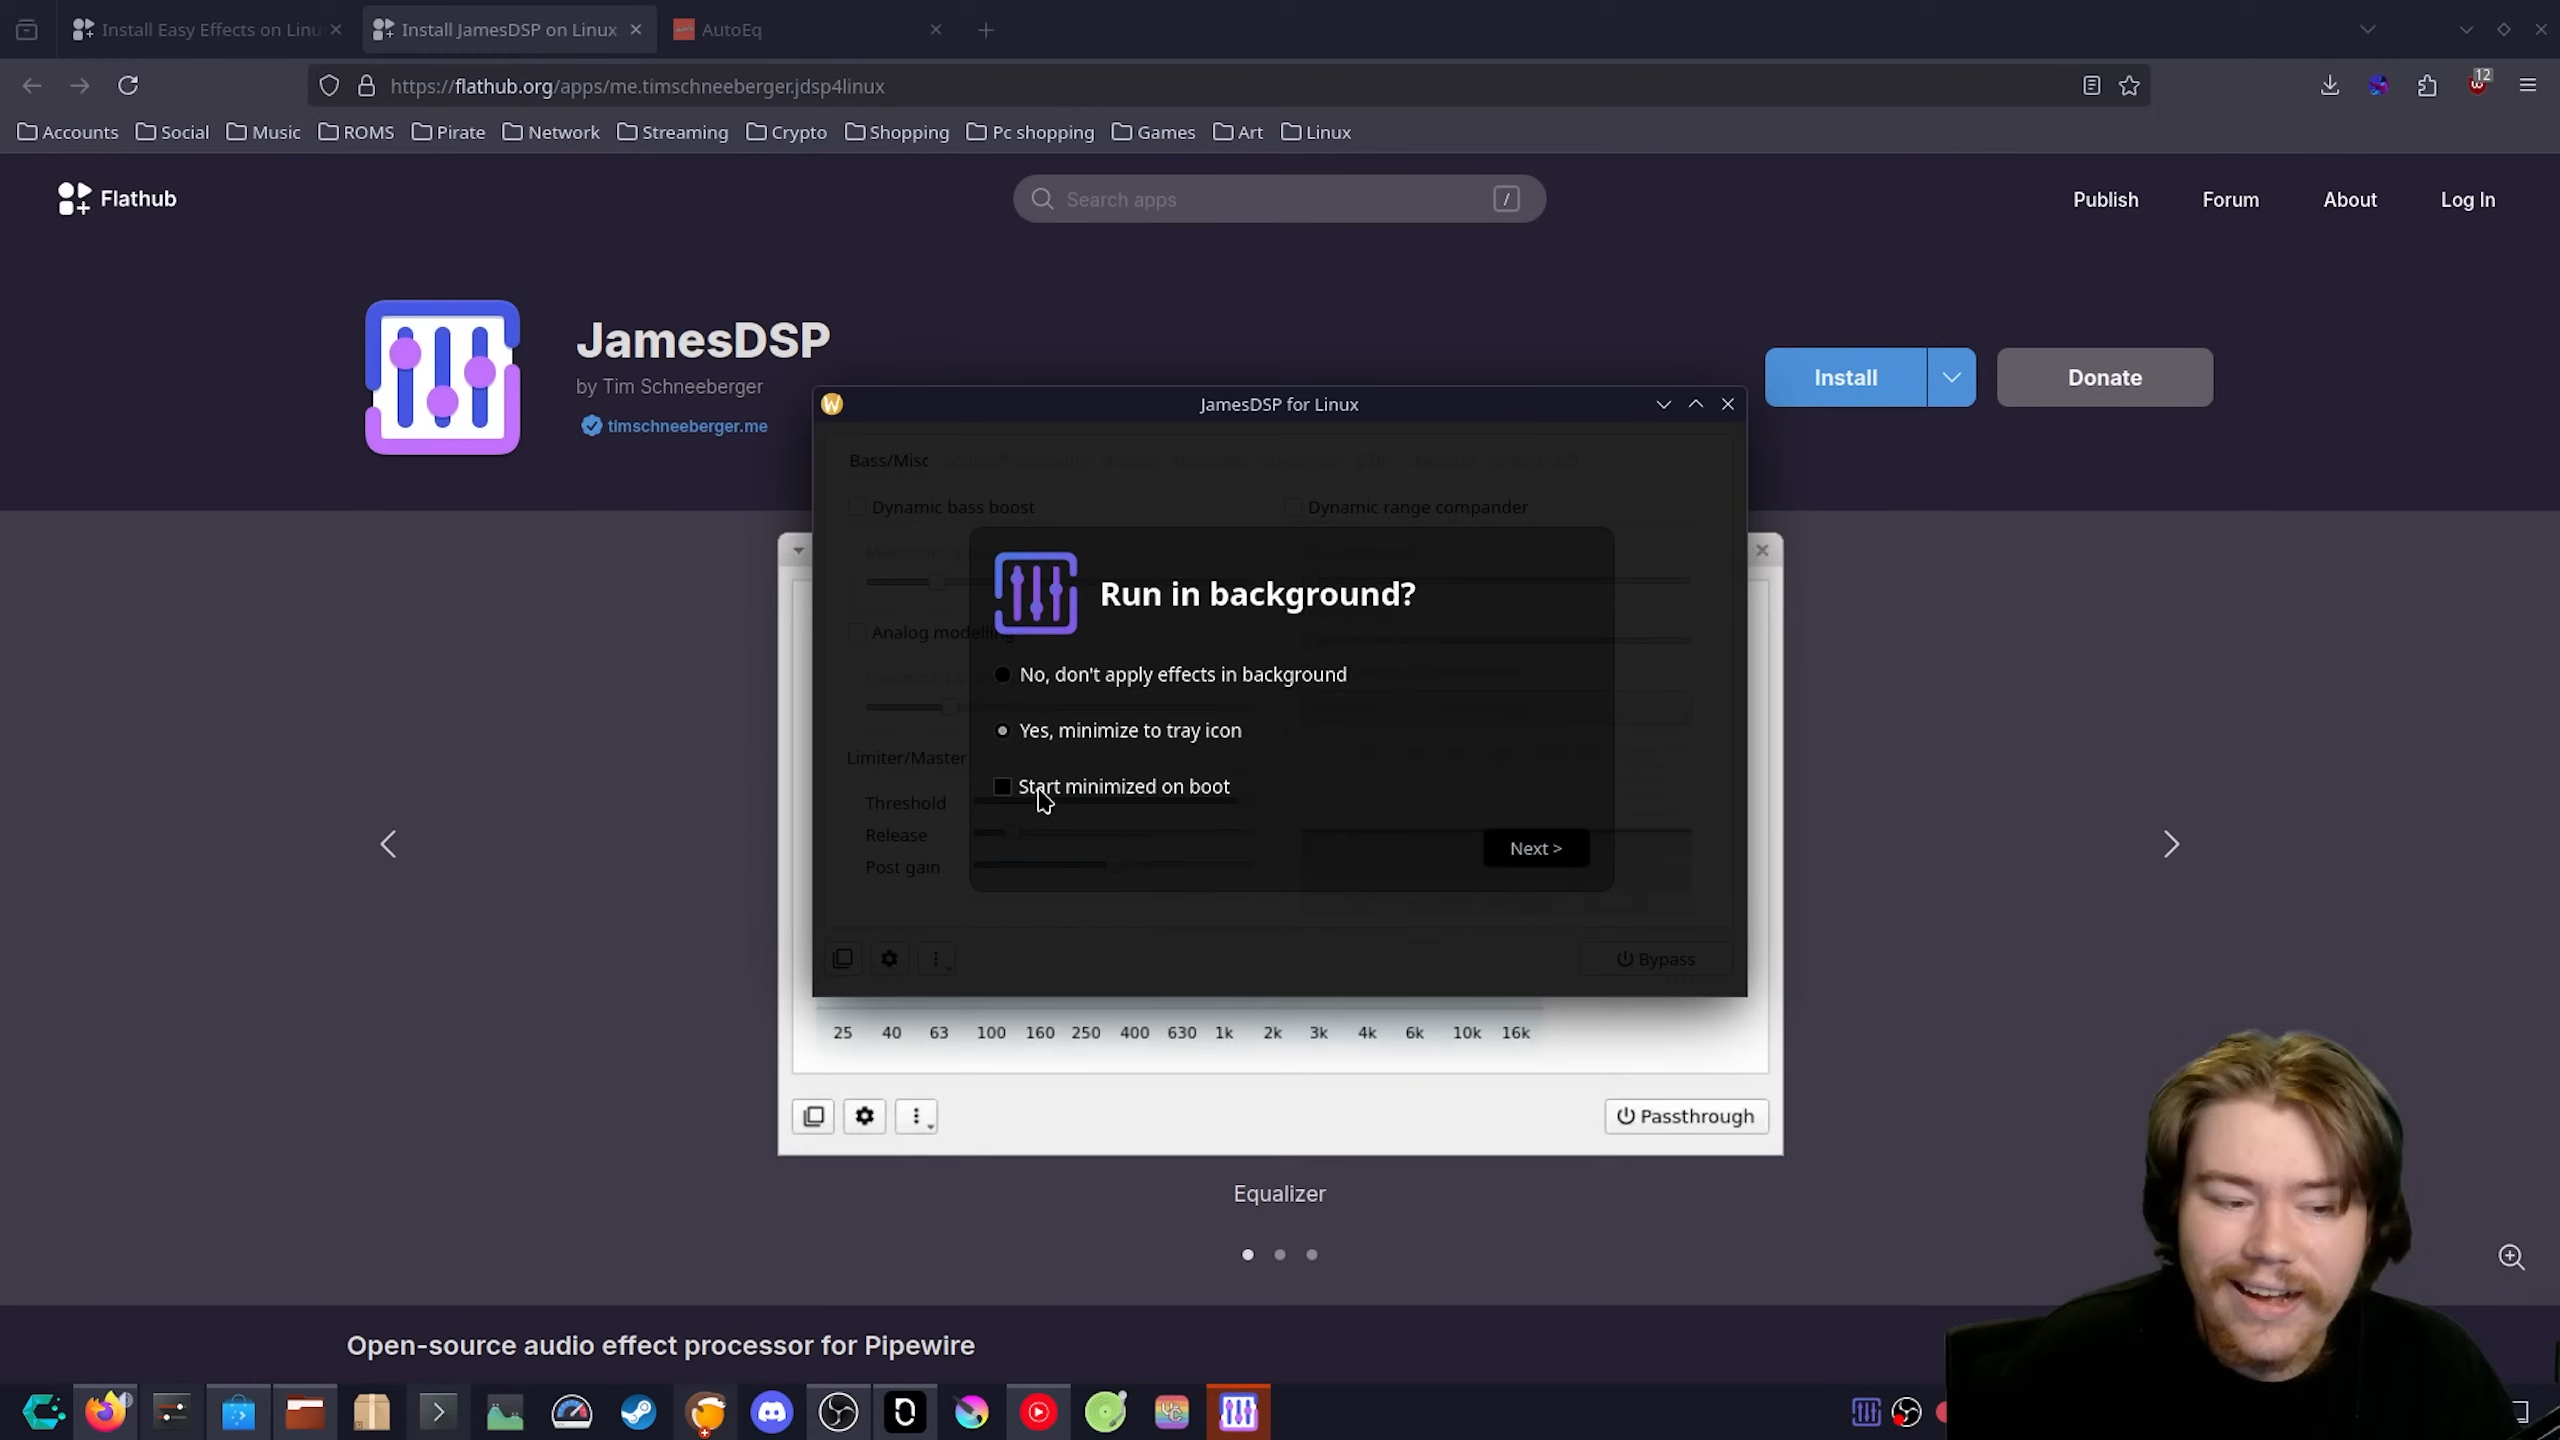 Install Easy Effects on Linu
Install JamesDSP on Linux
AutoEq
https://flathub.org/apps/me.timschneeberger.jdsp4linux
12
Accounts
Social
Music
ROMS
Pirate
Network
Streaming
Crypto
Shopping
Pc shopping
Games
Art
Linux
Flathub
Search apps
/
Publish
Forum
About
Log In
JamesDSP
by Tim Schneeberger
timschneeberger.me
Install
Donate
JamesDSP for Linux
Bass/Misc
Dynamic bass boost
Dynamic range compander
Run in background?
Analog modelling
No, don't apply effects in background
Yes, minimize to tray icon
Limiter/Master
Start minimized on boot
Threshold
Release
Post gain
Next >
Bypass
25 40 63 100 160 250 400 630 1k 2k 3k 4k 6k 10k 16k
Passthrough
Equalizer
Open-source audio effect processor for Pipewire